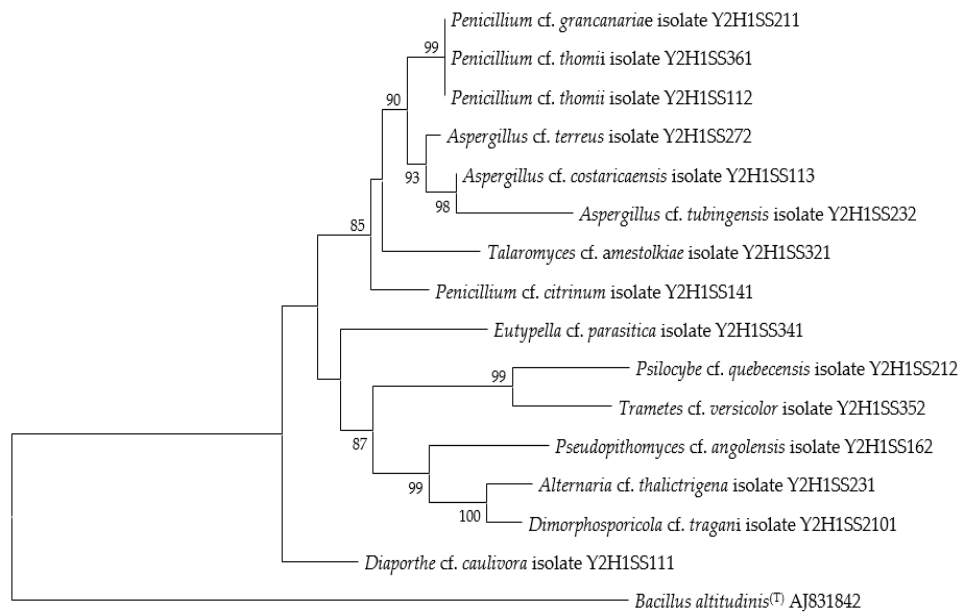 Penicillium cf. grancanariae isolate Y2H1SS211
99
Penicillium cf. thomii isolate Y2H1SS361
90
Penicillium cf. thomii isolate Y2H1SS112
Aspergillus cf. terreus isolate Y2H1SS272
93
Aspergillus cf. costaricaensis isolate Y2H1SS113
98
Aspergillus cf. tubingensis isolate Y2H1SS232
85
Talaromyces cf. amestolkiae isolate Y2H1SS321
Penicillium cf. citrinum isolate Y2H1SS141
Eutypella cf. parasitica isolate Y2H1SS341
99
Psilocybe cf. quebecensis isolate Y2H1SS212
Trametes cf. versicolor isolate Y2H1SS352
87
Pseudopithomyces cf. angolensis isolate Y2H1SS162
99
Alternaria cf. thalictrigena isolate Y2H1SS231
100
Dimorphosporicola cf. tragani isolate Y2H1SS2101
Diaporthe cf. caulivora isolate Y2H1SS111
Bacillus altitudinis(T) AJ831842